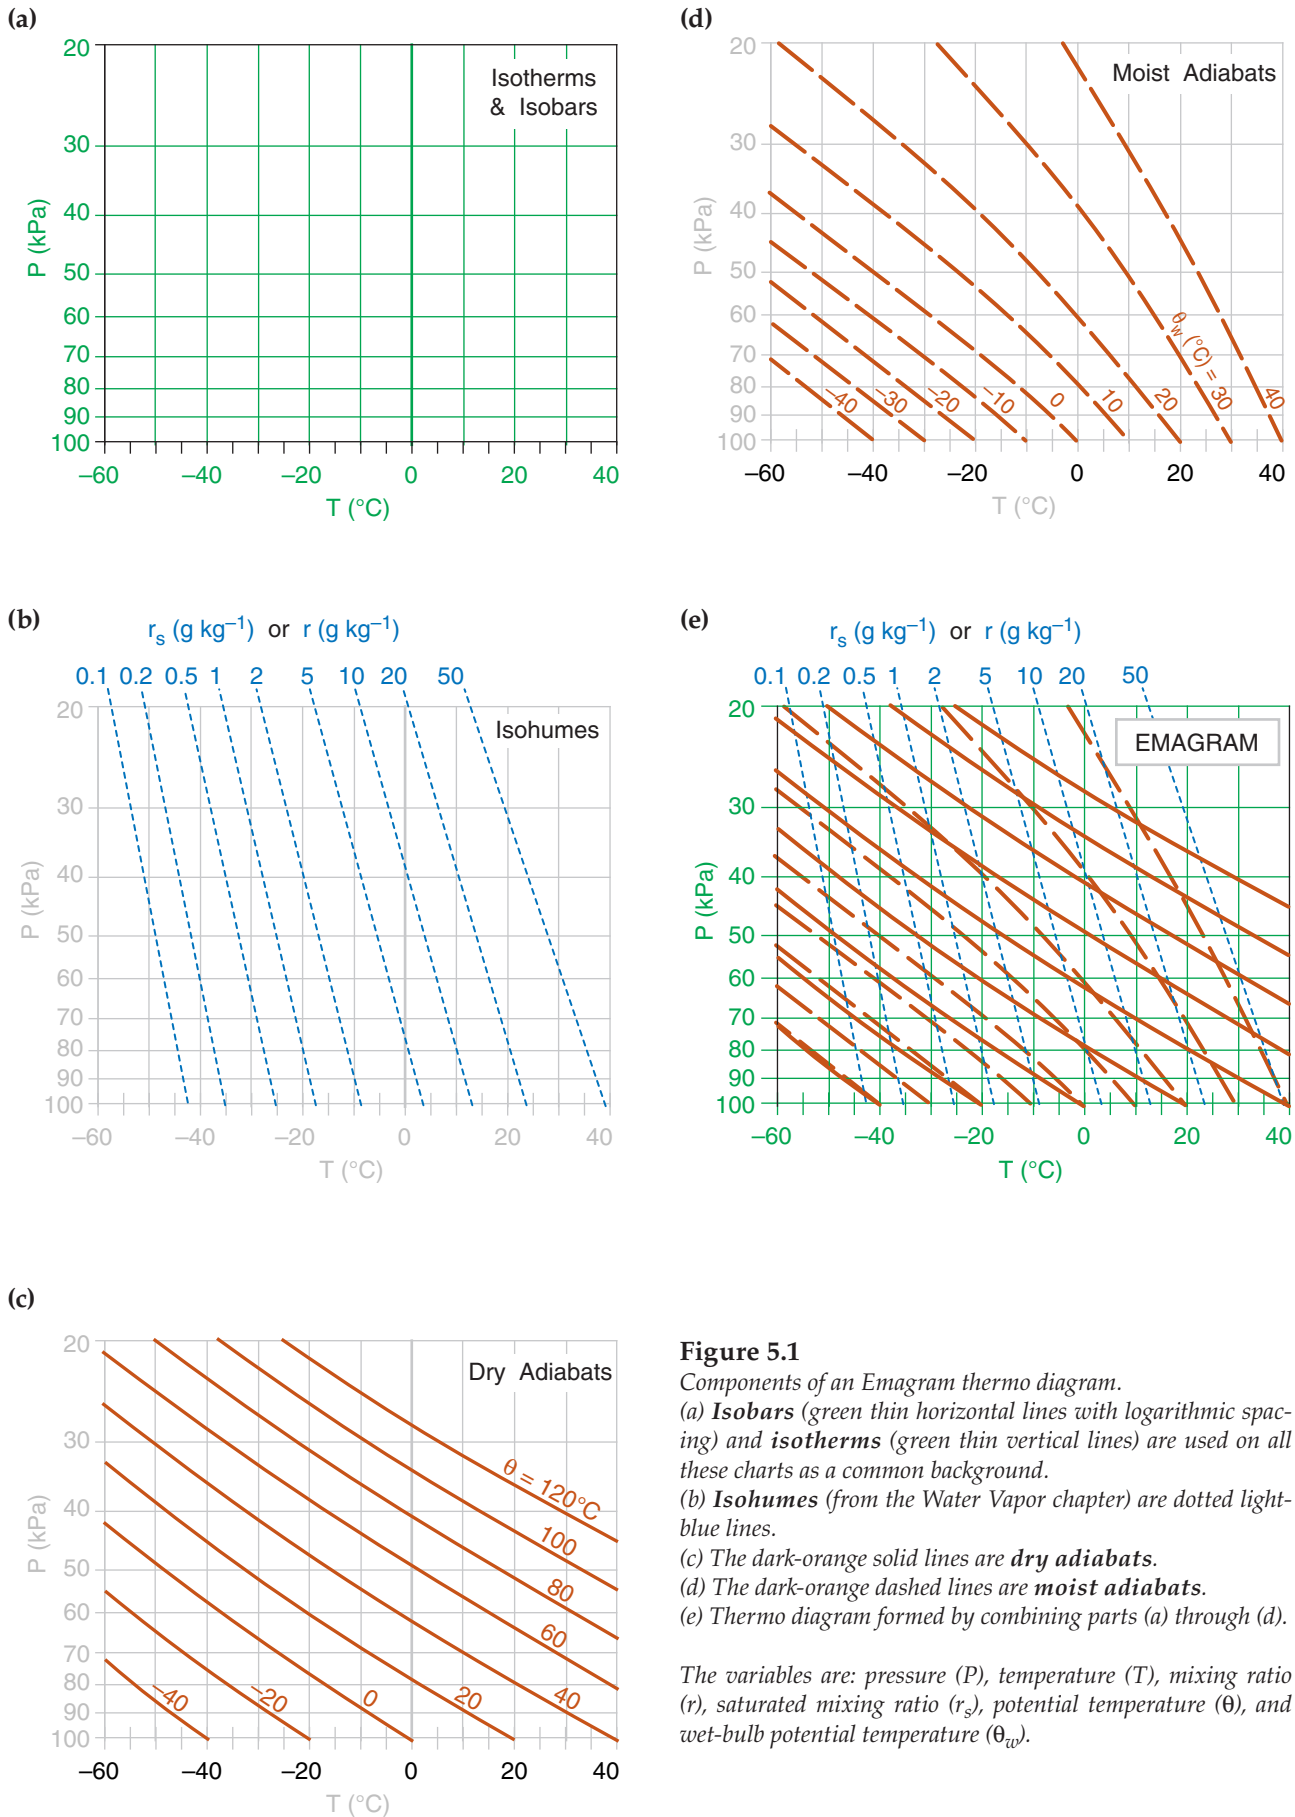 (a)
Isotherms
& Isobars
P (kPa)
20
30
40
50
60
70
80
90
100
–60 –40 –20 0 20 40
T (°C)
(b)
rs (g kg–1) or r (g kg–1)
0.1 0.2 0.5 1 2 5 10 20 50
Isohumes
P (kPa)
20
30
40
50
60
70
80
90
100
–60 –40 –20 0 20 40
T (°C)
(c)
Dry Adiabats
P (kPa)
20
30
40
50
60
70
80
90
100
θ = 120°C
100
80
60
–40 –20 0 20 40
–60 –40 –20 0 20 40
T (°C)
(d)
Moist Adiabats
P (kPa)
20
30
40
50
60
70
80
90
100
θw (°C) = 30
–40 –30 –20 –10 0 10 20 40
–60 –40 –20 0 20 40
T (°C)
(e)
rs (g kg–1) or r (g kg–1)
0.1 0.2 0.5 1 2 5 10 20 50
EMAGRAM
P (kPa)
20
30
40
50
60
70
80
90
100
–60 –40 –20 0 20 40
T (°C)
Figure 5.1
Components of an Emagram thermo diagram.
(a) Isobars (green thin horizontal lines with logarithmic spac-
ing) and isotherms (green thin vertical lines) are used on all
these charts as a common background.
(b) Isohumes (from the Water Vapor chapter) are dotted light-
blue lines.
(c) The dark-orange solid lines are dry adiabats.
(d) The dark-orange dashed lines are moist adiabats.
(e) Thermo diagram formed by combining parts (a) through (d).
The variables are: pressure (P), temperature (T), mixing ratio
(r), saturated mixing ratio (rs), potential temperature (θ), and
wet-bulb potential temperature (θw).